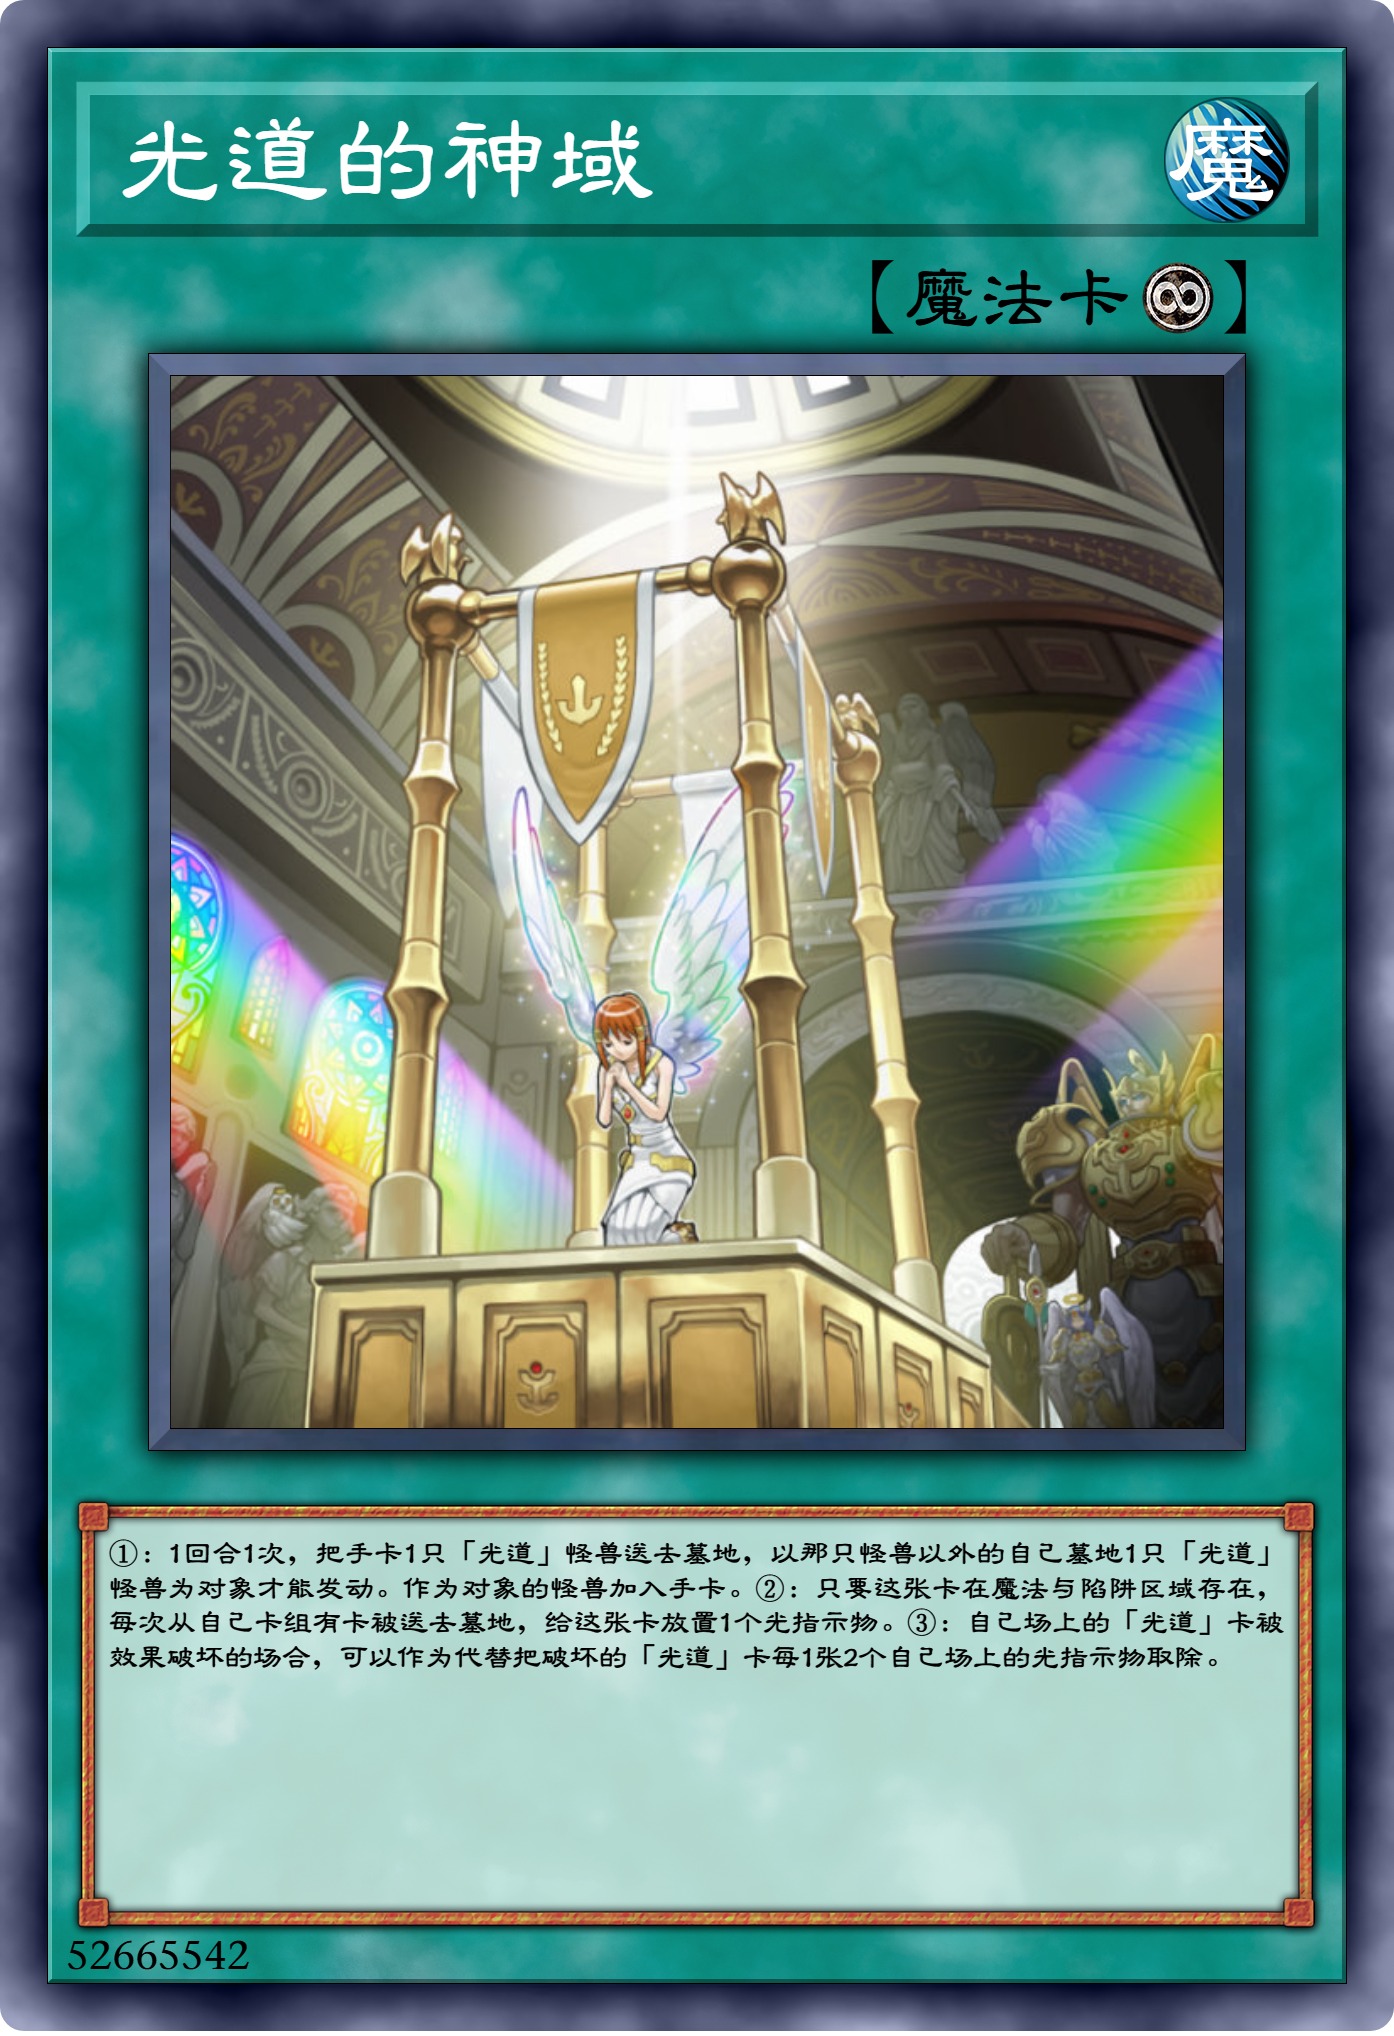 光道的神域
魔
【魔法卡】
①：1回合1次，把手卡1只「光道」怪兽送去墓地，以那只怪兽以外的自己墓地1只「光道」
怪兽为对象才能发动。作为对象的怪兽加入手卡。②：只要这张卡在魔法与陷阱区域存在，
每次从自己卡组有卡被送去墓地，给这张卡放置1个光指示物。③：自己场上的「光道」卡被
效果破坏的场合，可以作为代替把破坏的「光道」卡每1张2个自己场上的光指示物取除。
52665542